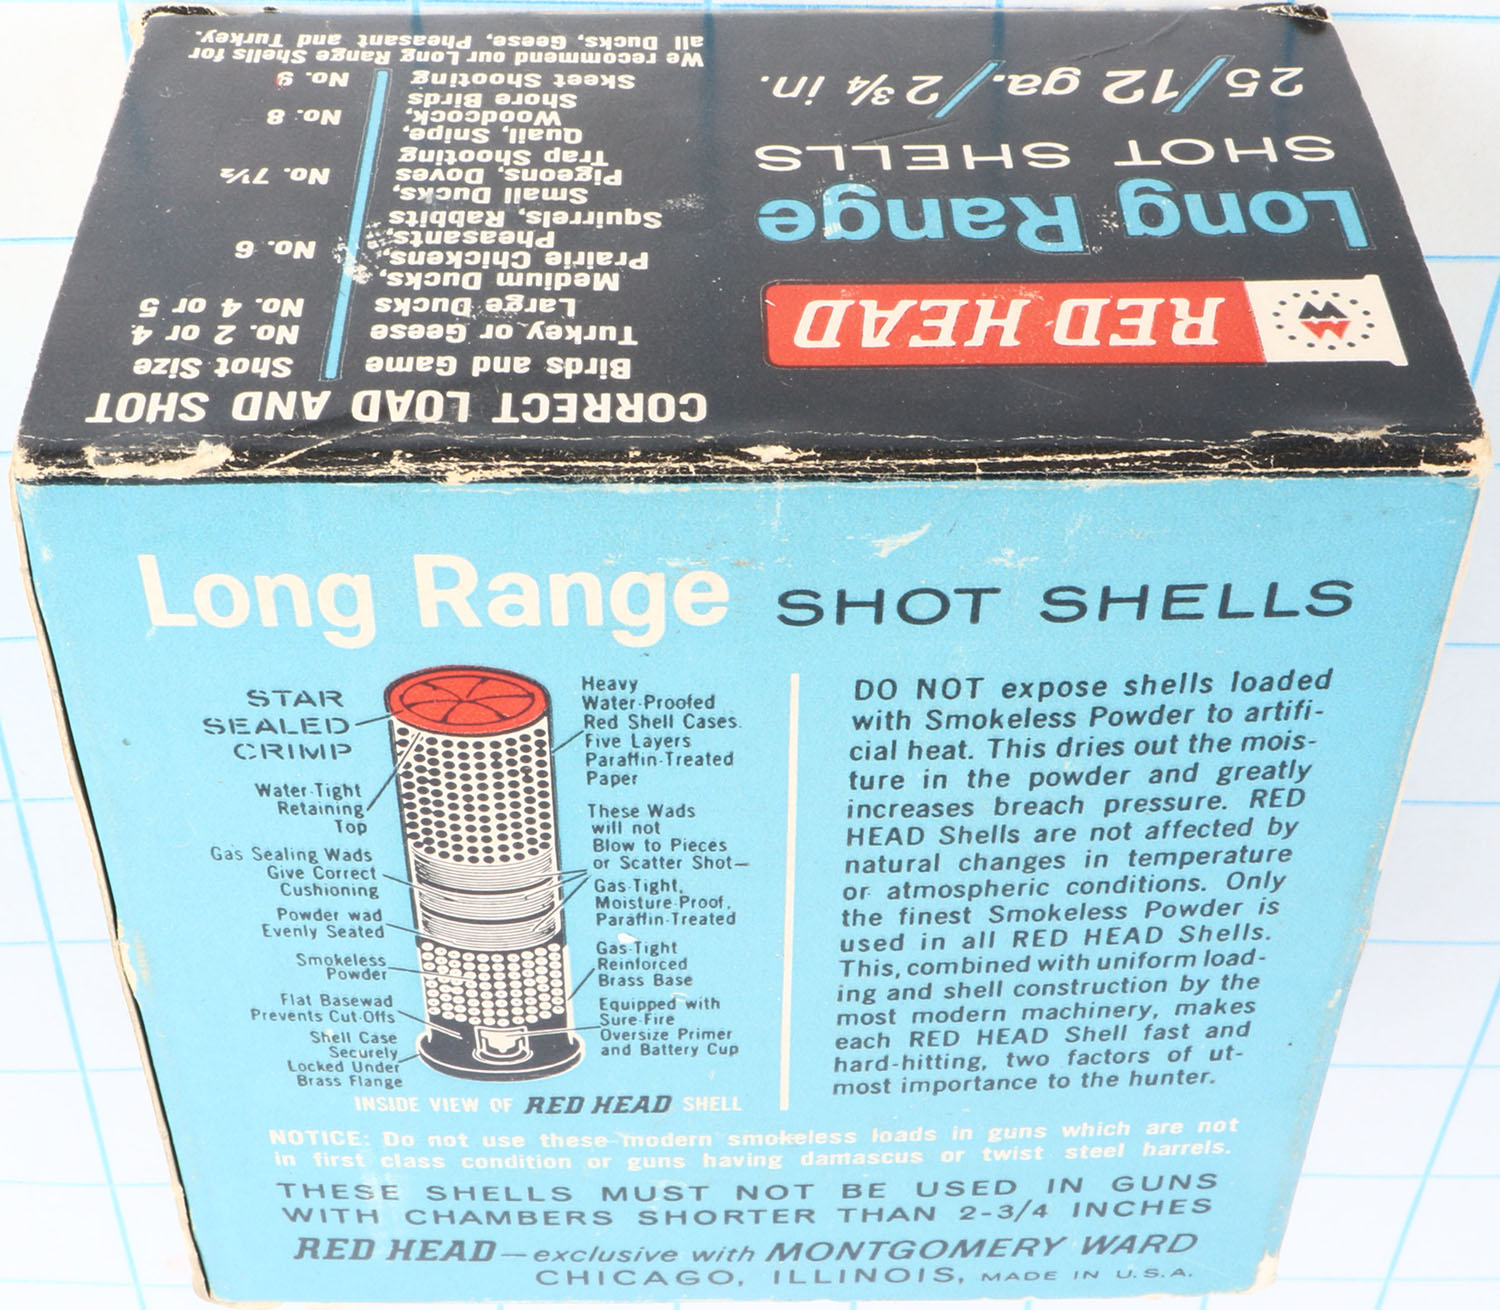 RED HEAD
Long Range
SHOT SHELLS
25/12 ga./2¾ in.
CORRECT LOAD AND SHOT
Birds and Game Shot Size
Turkey or Geese No. 2 or 4
Large Ducks No. 4 or 5
Medium Ducks,
Prairie Chickens,
Pheasants, No. 6
Squirrels, Rabbits
Small Ducks,
Pigeons, Doves No. 7½
Trap Shooting
Quail, Snipe,
Woodcock, No. 8
Shore Birds
Skeet Shooting No. 9
We recommend our Long Range Shells for
all Ducks, Geese, Pheasant and Turkey.
Long Range SHOT SHELLS
STAR
SEALED
CRIMP
Water-Tight
Retaining
Top
Gas Sealing Wads
Give Correct
Cushioning
Powder wad
Evenly Seated
Smokeless
Powder
Flat Basewad
Prevents Cut-Offs
Shell Case
Securely
Locked Under
Brass Flange
Heavy
Water-Proofed
Red Shell Cases.
Five Layers
Paraffin-Treated
Paper
These Wads
will not
Blow to Pieces
or Scatter Shot—
Gas-Tight,
Moisture-Proof,
Paraffin-Treated
Gas-Tight
Reinforced
Brass Base
Equipped with
Sure-Fire
Oversize Primer
and Battery Cup
INSIDE VIEW OF RED HEAD SHELL
DO NOT expose shells loaded
with Smokeless Powder to artifi-
cial heat. This dries out the mois-
ture in the powder and greatly
increases breach pressure. RED
HEAD Shells are not affected by
natural changes in temperature
or atmospheric conditions. Only
the finest Smokeless Powder is
used in all RED HEAD Shells.
This, combined with uniform load-
ing and shell construction by the
most modern machinery, makes
each RED HEAD Shell fast and
hard-hitting, two factors of ut-
most importance to the hunter.
NOTICE: Do not use these modern smokeless loads in guns which are not
in first class condition or guns having damascus or twist steel barrels.
THESE SHELLS MUST NOT BE USED IN GUNS
WITH CHAMBERS SHORTER THAN 2-3/4 INCHES
RED HEAD—exclusive with MONTGOMERY WARD
CHICAGO, ILLINOIS, MADE IN U.S.A.